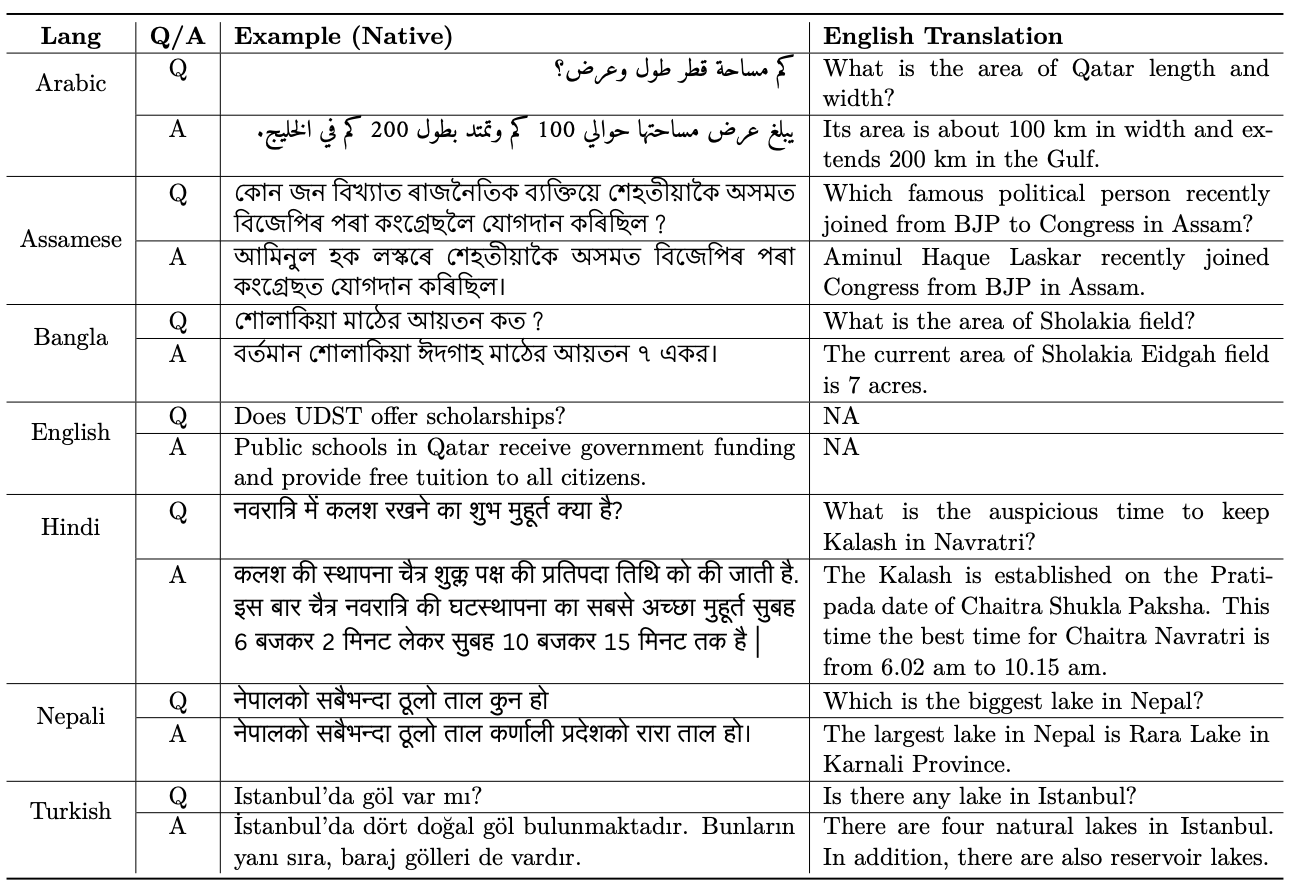 Lang Q/A Example (Native) English Translation
Arabic Q كم مساحة قطر طول وعرض؟ What is the area of Qatar length and
width?
A يبلغ عرض مساحتها حوالي 100 كم وتمتد بطول 200 كم في الخليج. Its area is about 100 km in width and ex-
tends 200 km in the Gulf.
Assamese Q কোন জন বিখ্যাত ৰাজনৈতিক ব্যক্তিয়ে শেহতীয়াকৈ অসমত Which famous political person recently
বিজেপিৰ পৰা কংগ্ৰেছলৈ যোগদান কৰিছিল ? joined from BJP to Congress in Assam?
A আমিনুল হক লস্কৰে শেহতীয়াকৈ অসমত বিজেপিৰ পৰা Aminul Haque Laskar recently joined
কংগ্ৰেছত যোগদান কৰিছিল। Congress from BJP in Assam.
Bangla Q শোলাকিয়া মাঠের আয়তন কত ? What is the area of Sholakia field?
A বর্তমান শোলাকিয়া ঈদগাহ মাঠের আয়তন ৭ একর। The current area of Sholakia Eidgah field
is 7 acres.
English Q Does UDST offer scholarships? NA
A Public schools in Qatar receive government funding NA
and provide free tuition to all citizens.
Hindi Q नवरात्रि में कलश रखने का शुभ मुहूर्त क्या है? What is the auspicious time to keep
Kalash in Navratri?
A कलश की स्थापना चैत्र शुक्ल पक्ष की प्रतिपदा तिथि को की जाती है. The Kalash is established on the Prati-
इस बार चैत्र नवरात्रि की घटस्थापना का सबसे अच्छा मुहूर्त सुबह pada date of Chaitra Shukla Paksha. This
6 बजकर 2 मिनट लेकर सुबह 10 बजकर 15 मिनट तक है | time the best time for Chaitra Navratri is
from 6.02 am to 10.15 am.
Nepali Q नेपालको सबैभन्दा ठूलो ताल कुन हो Which is the biggest lake in Nepal?
A नेपालको सबैभन्दा ठूलो ताल कर्णाली प्रदेशको रारा ताल हो। The largest lake in Nepal is Rara Lake in
Karnali Province.
Turkish Q Istanbul'da göl var mı? Is there any lake in Istanbul?
A İstanbul'da dört doğal göl bulunmaktadır. Bunların There are four natural lakes in Istanbul.
yanı sıra, baraj gölleri de vardır. In addition, there are also reservoir lakes.